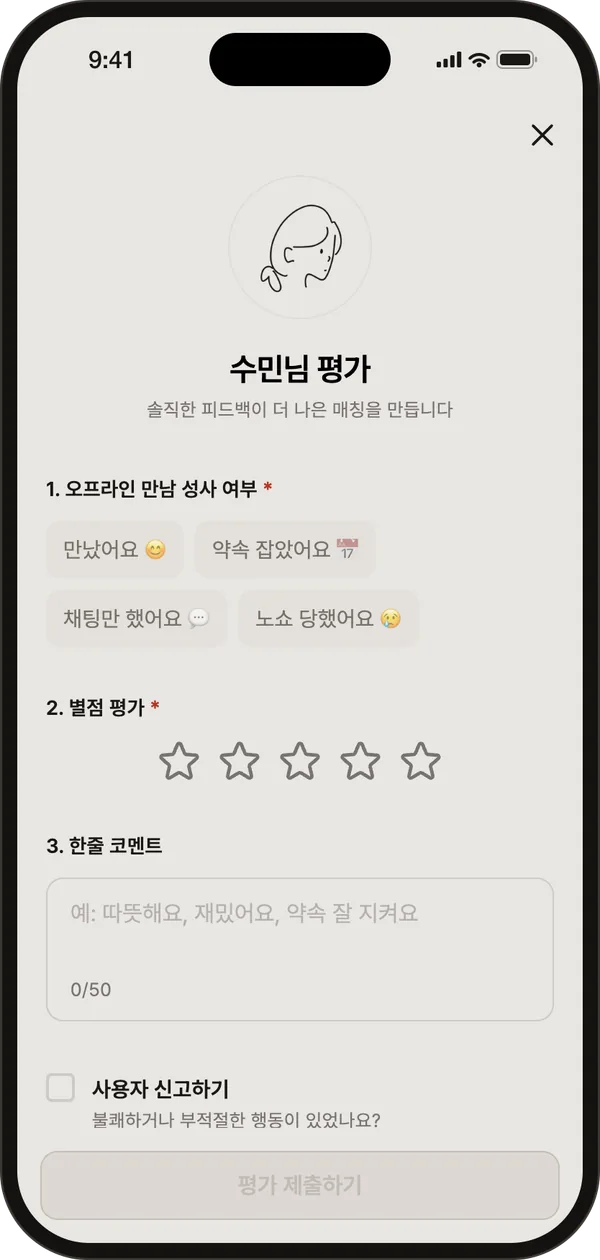 9:41
수민님 평가
솔직한 피드백이 더 나은 매칭을 만듭니다
1. 오프라인 만남 성사 여부 *
만났어요 😊 약속 잡았어요 📅 17
채팅만 했어요 💬 노쇼 당했어요 😢
2. 별점 평가 *
3. 한줄 코멘트
예: 따뜻해요, 재밌어요, 약속 잘 지켜요
0/50
사용자 신고하기
불쾌하거나 부적절한 행동이 있었나요?
평가 제출하기